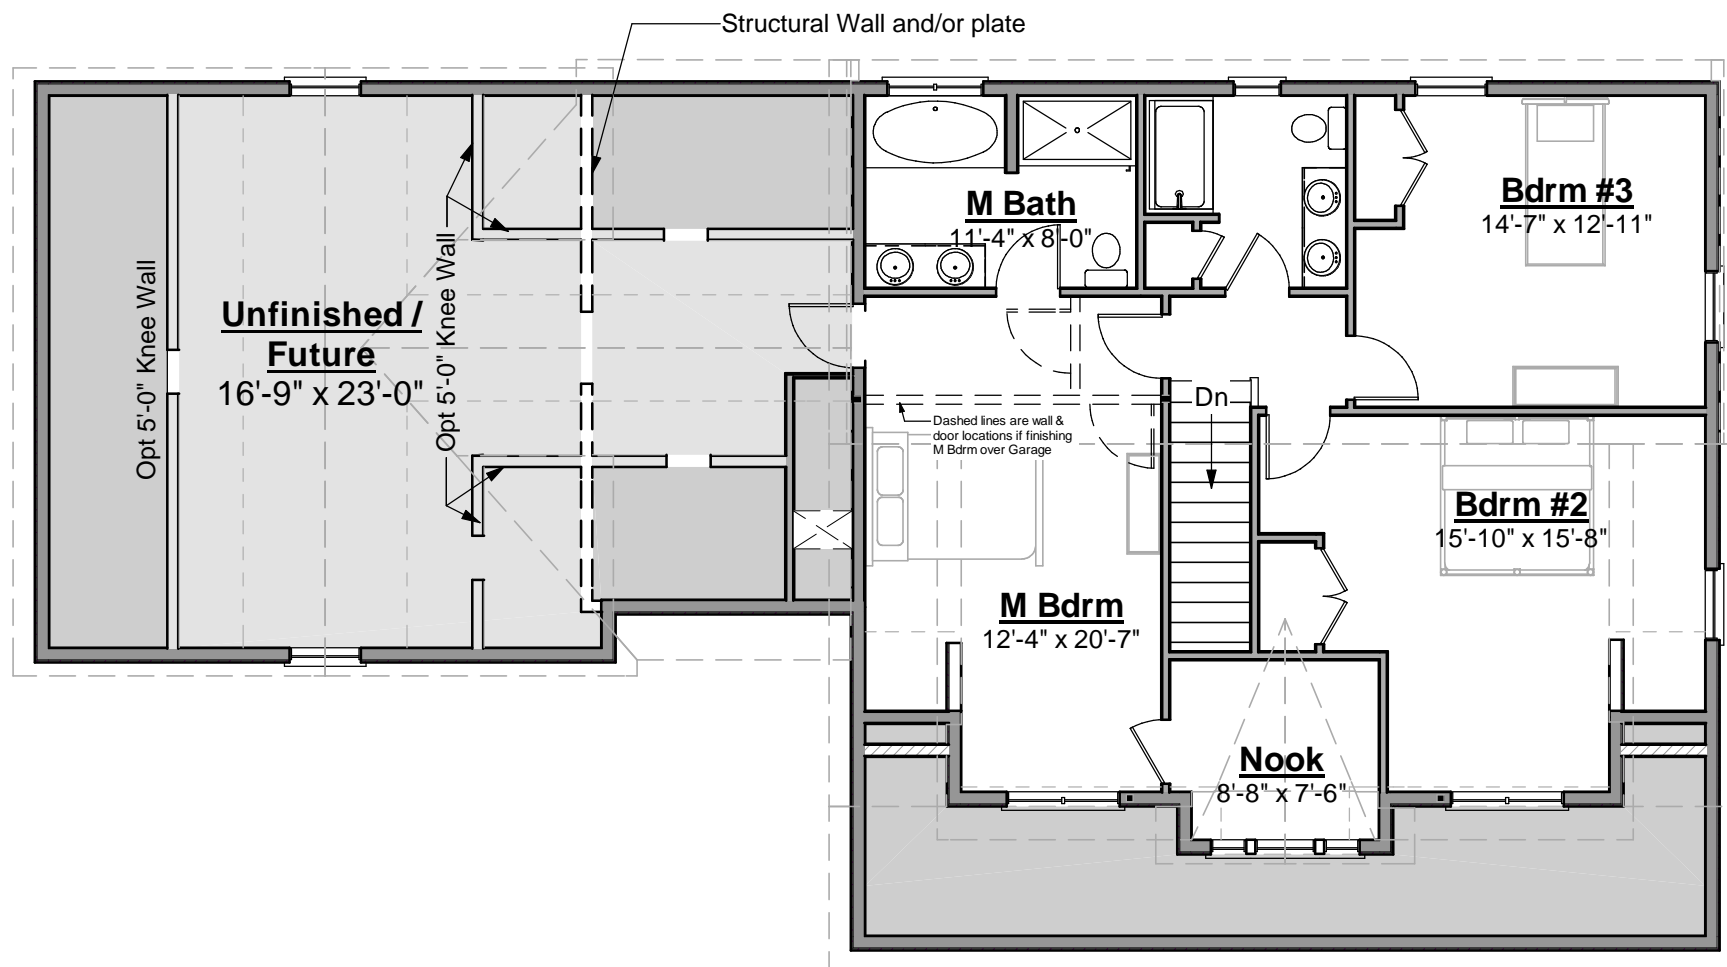 Structural Wall and/or plate
M Bath
11'-4" x 8'-0"
Bdrm #3
14'-7" x 12'-11"
Opt 5'-0" Knee Wall
Unfinished /
Future
16'-9" x 23'-0"
Opt 5'-0" Knee Wall
Dn
Dashed lines are wall &
door locations if finishing
M Bdrm over Garage
Bdrm #2
15'-10" x 15'-8"
M Bdrm
12'-4" x 20'-7"
Nook
8'-8" x 7'-6"